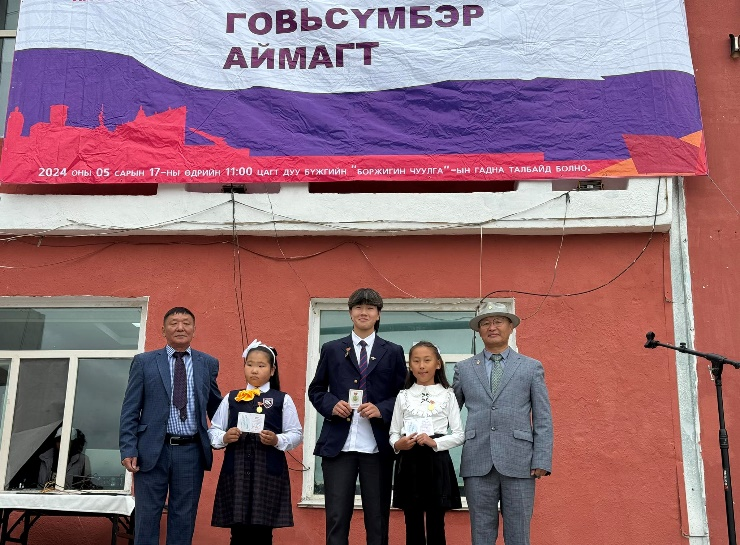 ГОВЬСҮМБЭР
АЙМАГТ
2024 ОНЫ 05 САРЫН 17-НЫ ӨДРИЙН 11:00 ЦАГТ ДУУ БҮЖГИЙН "БОРЖИГИН ЧУУЛГА"-ЫН ГАДНА ТАЛБАЙД БОЛНО.